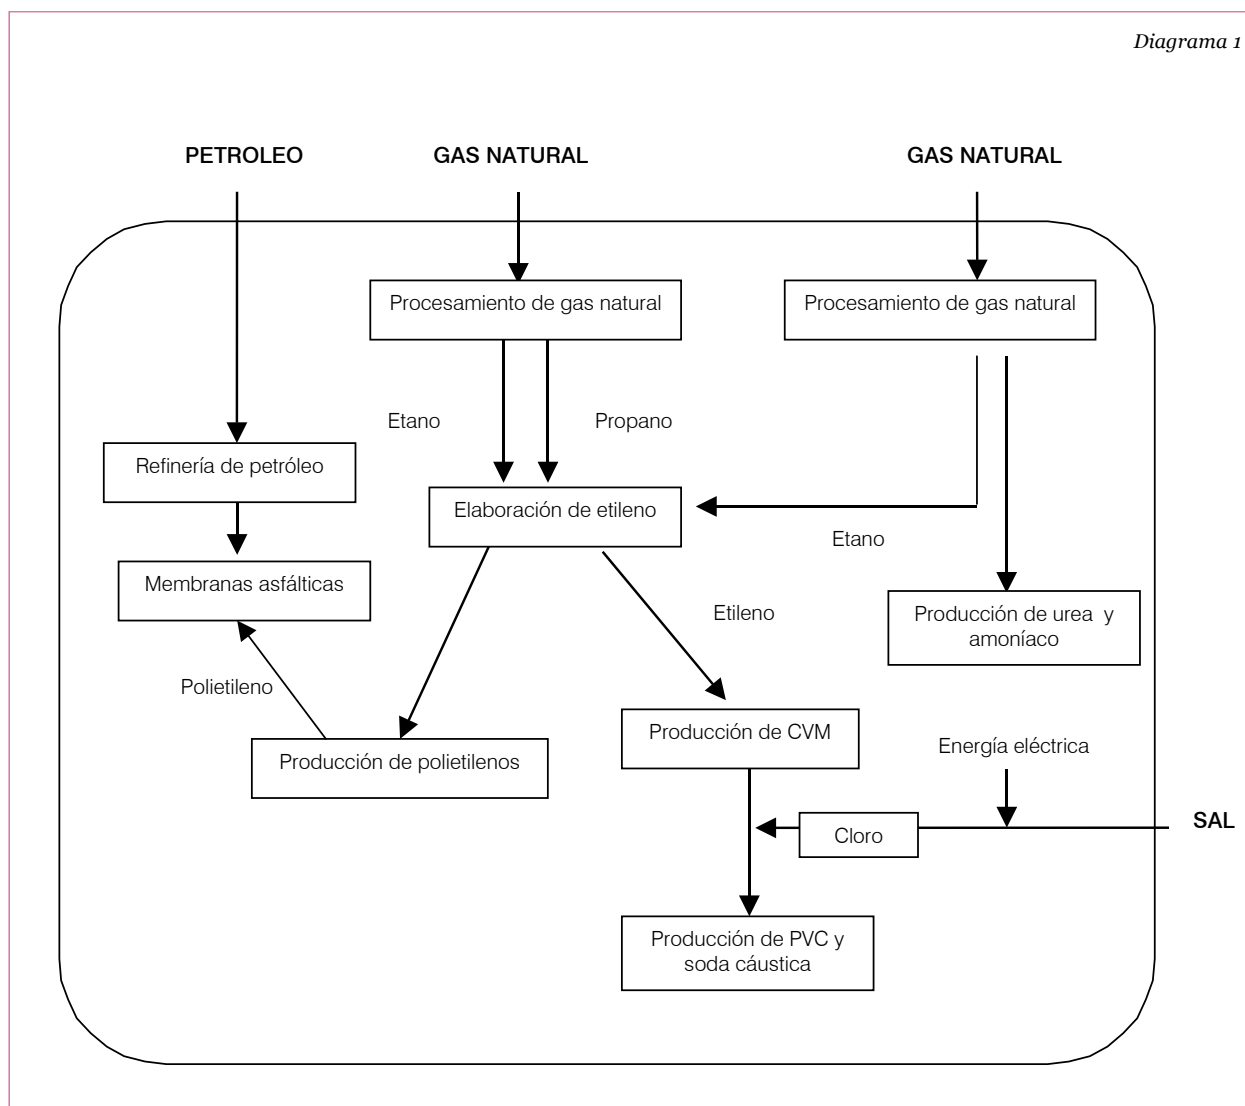 Diagrama 1
PETROLEO
GAS NATURAL
GAS NATURAL
Procesamiento de gas natural
Procesamiento de gas natural
Etano
Propano
Refinería de petróleo
Elaboración de etileno
Etano
Membranas asfálticas
Etileno
Producción de urea y
amoníaco
Polietileno
Producción de CVM
Producción de polietilenos
Energía eléctrica
Cloro
SAL
Producción de PVC y
soda cáustica